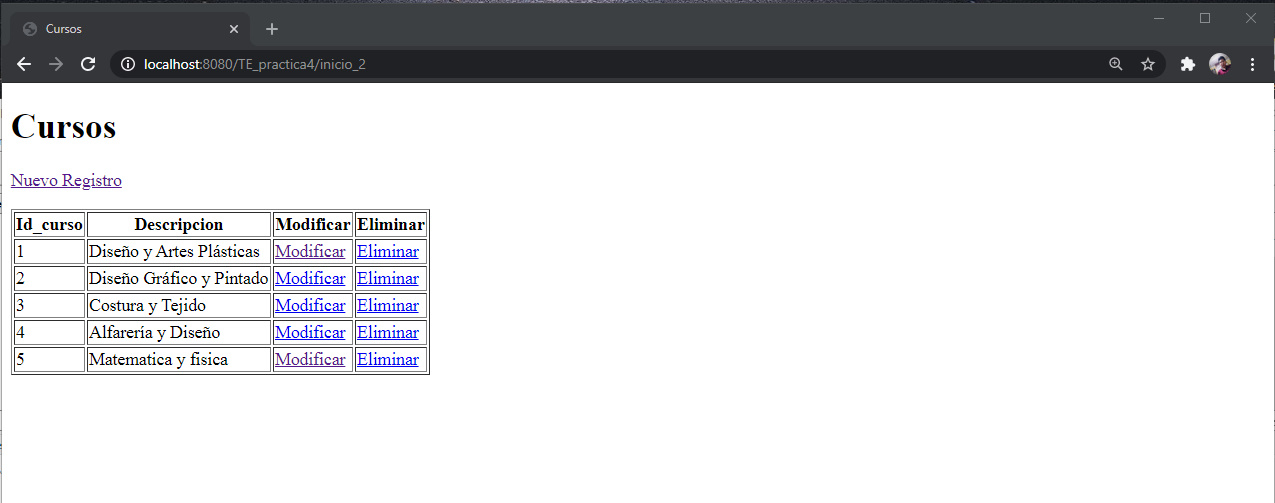 Cursos
localhost:8080/TE_practica4/inicio_2
Cursos
Nuevo Registro
Id_curso Descripcion Modificar Eliminar
1 Diseño y Artes Plásticas Modificar Eliminar
2 Diseño Gráfico y Pintado Modificar Eliminar
3 Costura y Tejido Modificar Eliminar
4 Alfarería y Diseño Modificar Eliminar
5 Matematica y fisica Modificar Eliminar